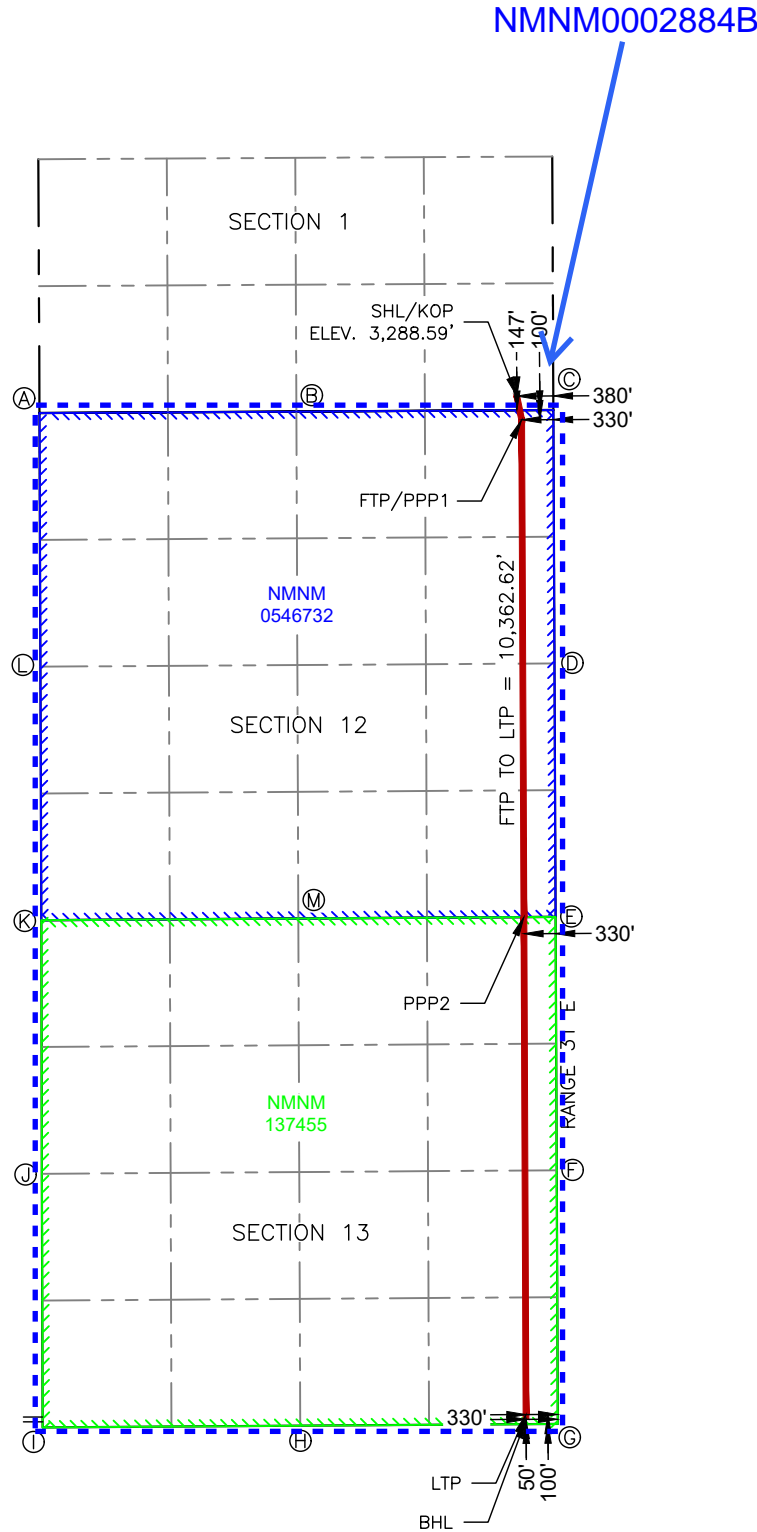 NMNM0002884B
SECTION 1
SHL/KOP
ELEV. 3,288.59'
147'
100'
A
B
C
380'
330'
FTP/PPP1
NMNM
0546732
FTP TO LTP = 10,362.62'
L
D
SECTION 12
M
K
E
330'
PPP2
RANGE 31 E
NMNM
137455
J
F
SECTION 13
330'
I
H
G
LTP
50'
100'
BHL